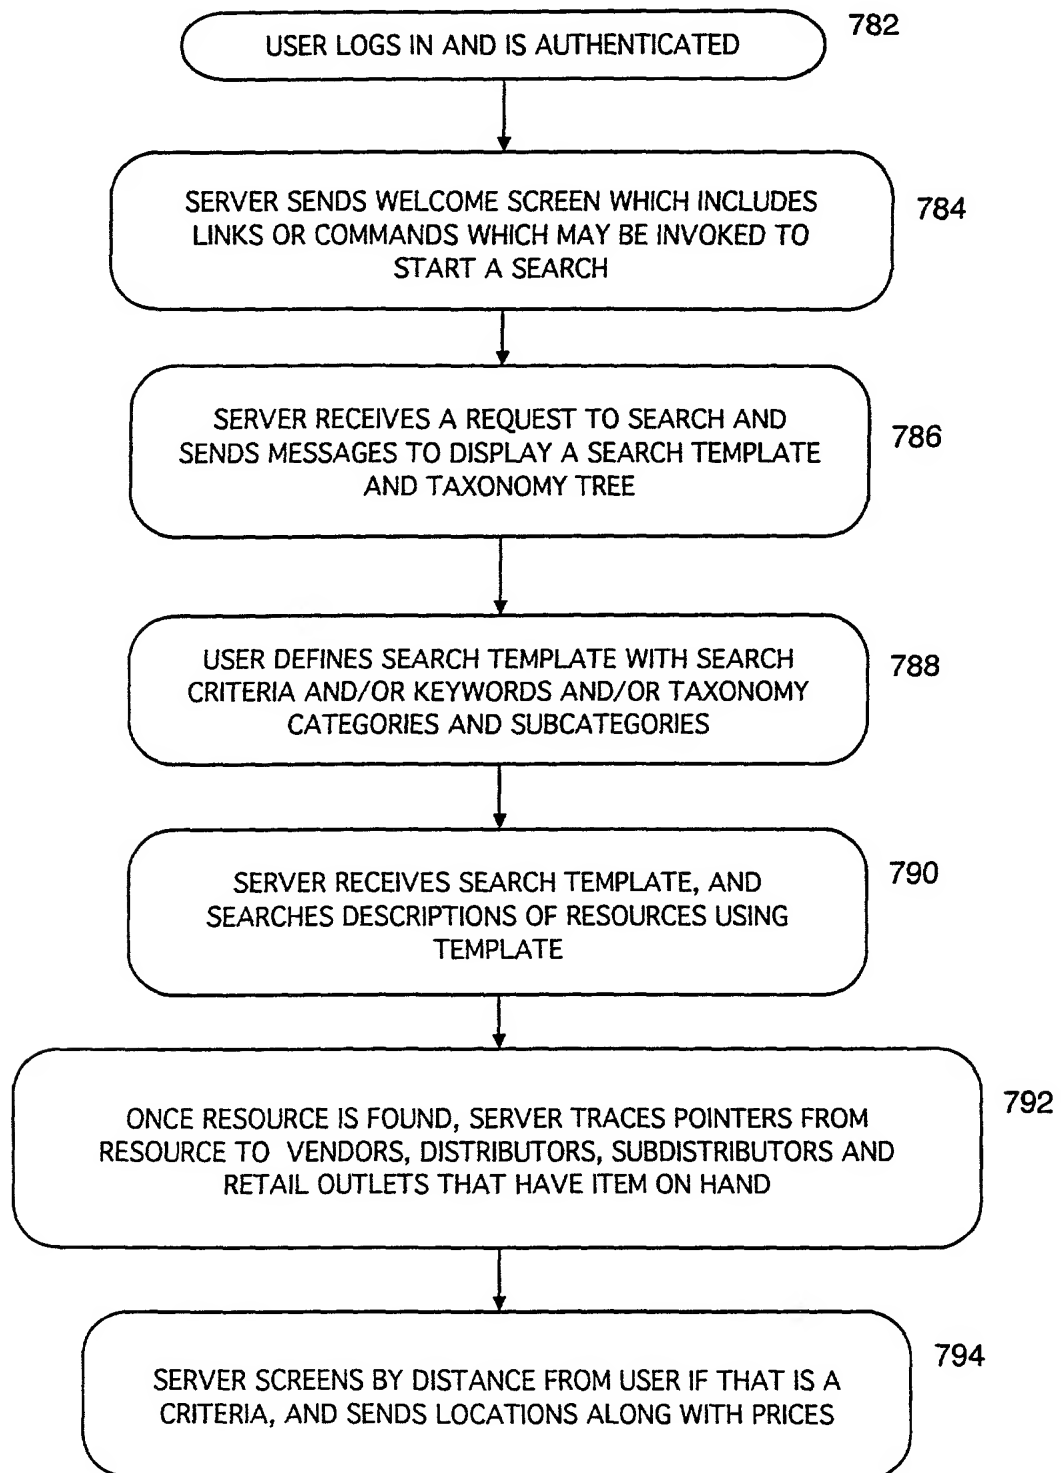 USER LOGS IN AND IS AUTHENTICATED
782
SERVER SENDS WELCOME SCREEN WHICH INCLUDES
LINKS OR COMMANDS WHICH MAY BE INVOKED TO
START A SEARCH
784
SERVER RECEIVES A REQUEST TO SEARCH AND
SENDS MESSAGES TO DISPLAY A SEARCH TEMPLATE
AND TAXONOMY TREE
786
USER DEFINES SEARCH TEMPLATE WITH SEARCH
CRITERIA AND/OR KEYWORDS AND/OR TAXONOMY
CATEGORIES AND SUBCATEGORIES
788
SERVER RECEIVES SEARCH TEMPLATE, AND
SEARCHES DESCRIPTIONS OF RESOURCES USING
TEMPLATE
790
ONCE RESOURCE IS FOUND, SERVER TRACES POINTERS FROM
RESOURCE TO VENDORS, DISTRIBUTORS, SUBDISTRIBUTORS AND
RETAIL OUTLETS THAT HAVE ITEM ON HAND
792
SERVER SCREENS BY DISTANCE FROM USER IF THAT IS A
CRITERIA, AND SENDS LOCATIONS ALONG WITH PRICES
794